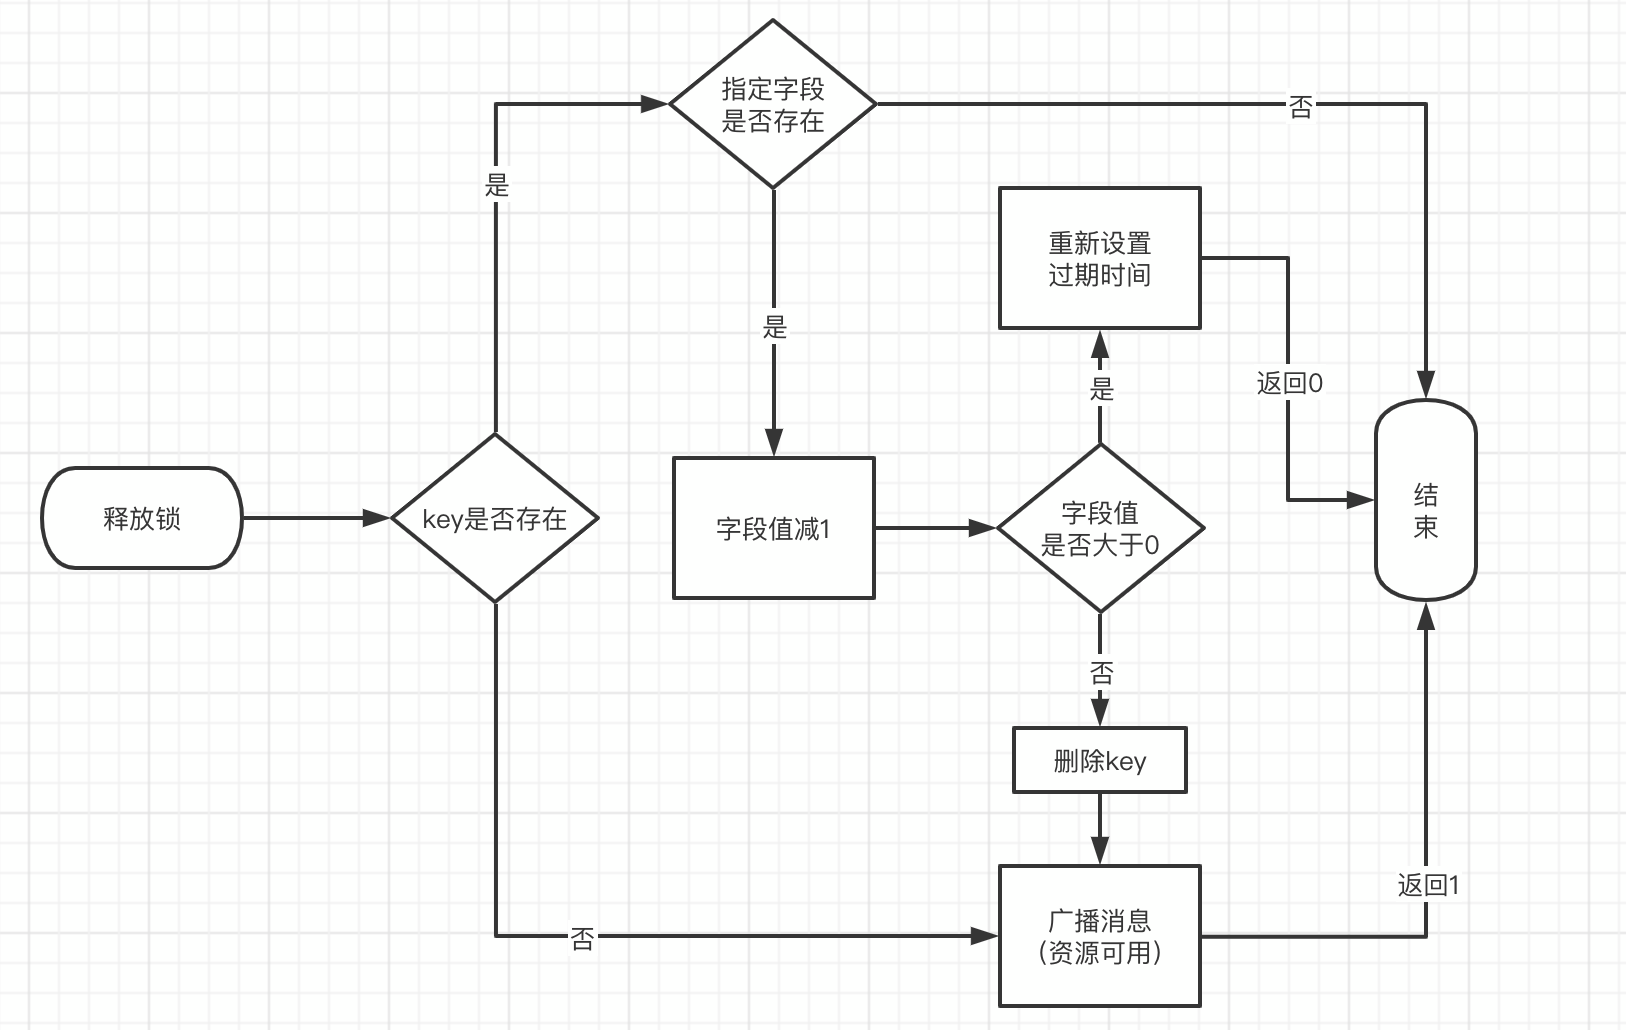 指定字段
是否存在
否
是
重新设置
过期时间
是
返回0
是
释放锁
key是否存在
字段值减1
字段值
是否大于0
结
束
否
删除key
返回1
广播消息
（资源可用）
否